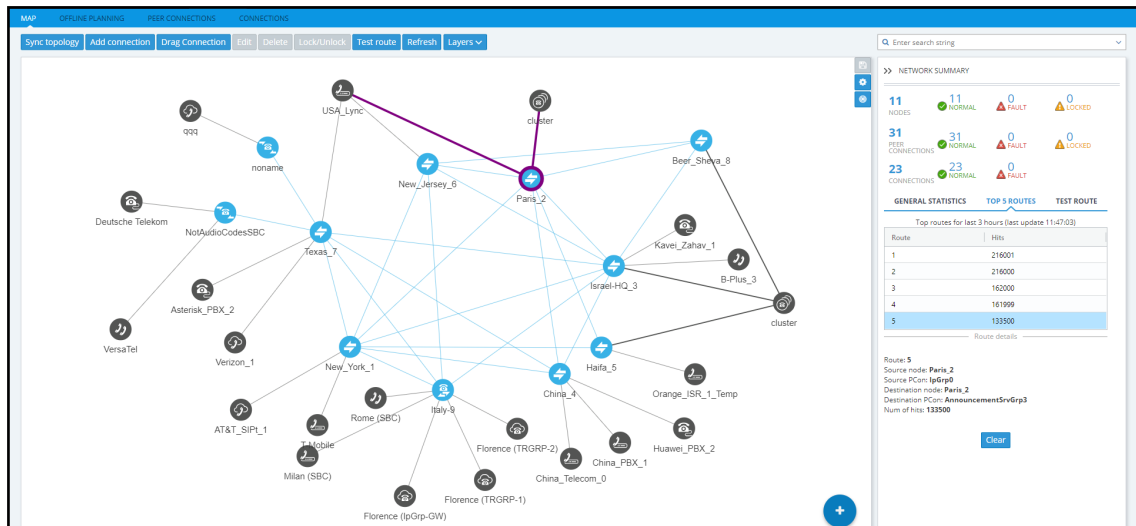 MAP OFFLINE PLANNING PEER CONNECTIONS CONNECTIONS
Sync topology Add connection Drag Connection Edit Delete Lock/Unlock Test route Refresh Layers
Enter search string
NETWORK SUMMARY
11 NODES 11 NORMAL 0 FAULT 0 LOCKED
31 PEER CONNECTIONS 31 NORMAL 0 FAULT 0 LOCKED
23 CONNECTIONS 23 NORMAL 0 FAULT
GENERAL STATISTICS TOP 5 ROUTES TEST ROUTE
Top routes for last 3 hours (last update 11:47:03)
Route Hits
1 216001
2 216000
3 162000
4 161999
5 133500
Route details
Route: 5
Source node: Paris_2
Source PCon: IpGrp0
Destination node: Paris_2
Destination PCon: AnnouncementSrvGrp3
Num of hits: 133500
Clear
USA_Lync
cluster
qqq
noname
New_Jersey_6
Beer_Sheva_8
Paris_2
Deutsche Telekom
NotAudioCodesSBC
Texas_7
Kavei_Zahav_1
B-Plus_3
Israel-HQ_3
Asterisk_PBX_2
cluster
VersaTel
Verizon_1
New_York_1
Haifa_5
China_4
Orange_ISR_1_Temp
Italy-9
Rome (SBC)
AT&T_SIPt_1
T-Mobile
Florence (TRGRP-2)
Huawei_PBX_2
China_PBX_1
Milan (SBC)
China_Telecom_0
Florence (TRGRP-1)
Florence (IpGrp-GW)